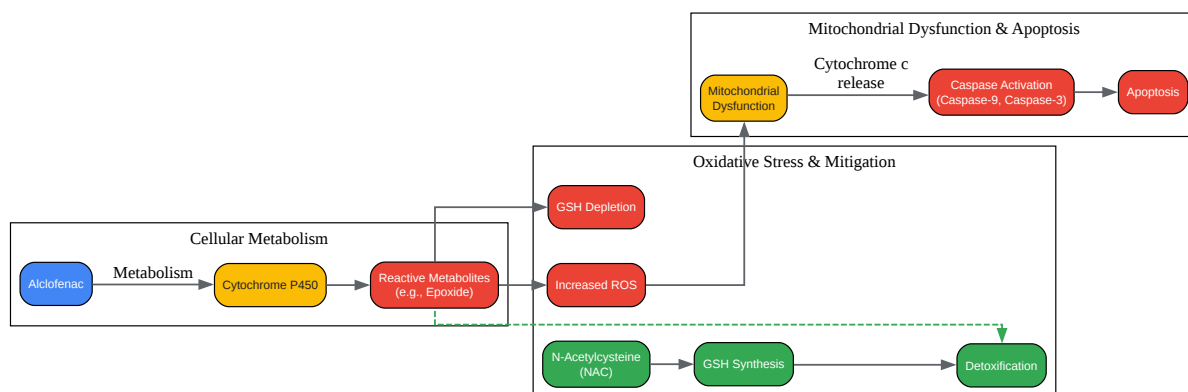 Mitochondrial Dysfunction & Apoptosis
Cytochrome c
release
Mitochondrial
Dysfunction
Caspase Activation
(Caspase-9, Caspase-3)
Apoptosis
Oxidative Stress & Mitigation
GSH Depletion
Cellular Metabolism
Alclofenac
Metabolism
Cytochrome P450
Reactive Metabolites
(e.g., Epoxide)
Increased ROS
N-Acetylcysteine
(NAC)
GSH Synthesis
Detoxification